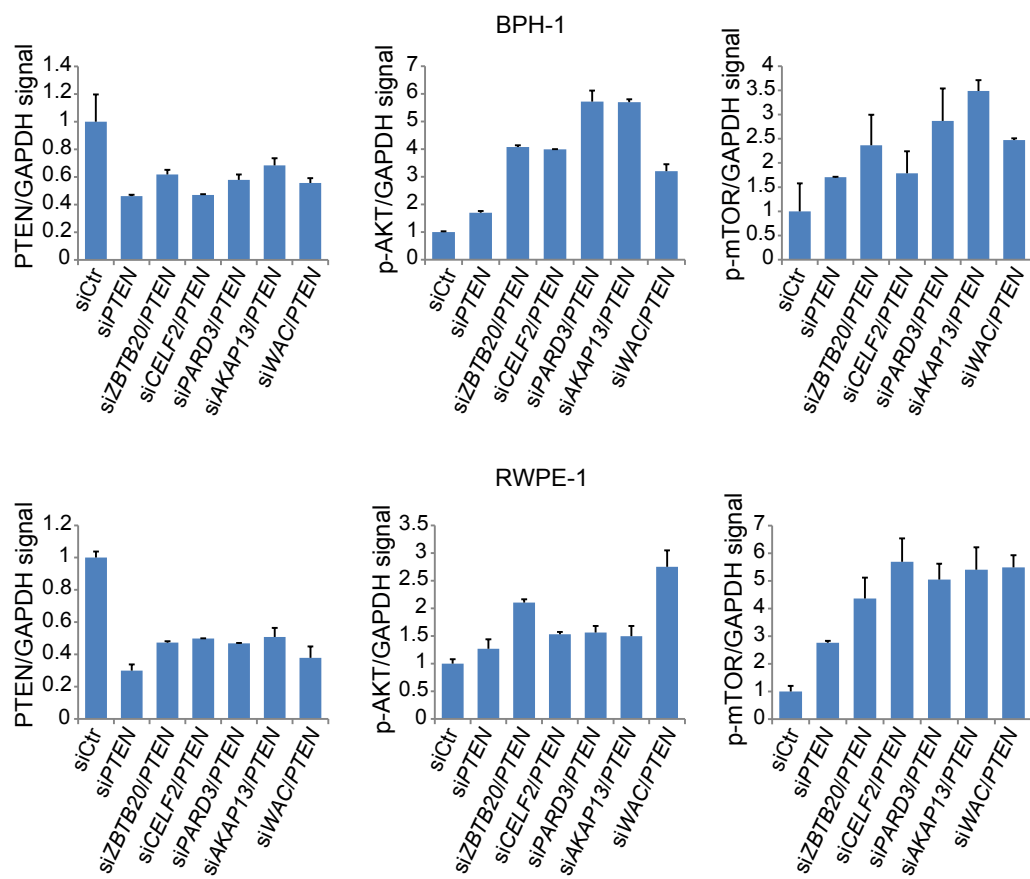 BPH-1
PTEN/GAPDH signal
1.4
1.2
1
0.8
0.6
0.4
0.2
0
siCtr
siPTEN
siZBTB20/PTEN
siCELF2/PTEN
siPARD3/PTEN
siAKAP13/PTEN
siWAC/PTEN
p-AKT/GAPDH signal
7
6
5
4
3
2
1
0
siCtr
siPTEN
siZBTB20/PTEN
siCELF2/PTEN
siPARD3/PTEN
siAKAP13/PTEN
siWAC/PTEN
p-mTOR/GAPDH signal
4
3.5
3
2.5
2
1.5
1
0.5
0
siCtr
siPTEN
siZBTB20/PTEN
siCELF2/PTEN
siPARD3/PTEN
siAKAP13/PTEN
siWAC/PTEN
RWPE-1
PTEN/GAPDH signal
1.2
1
0.8
0.6
0.4
0.2
0
siCtr
siPTEN
siZBTB20/PTEN
siCELF2/PTEN
siPARD3/PTEN
siAKAP13/PTEN
siWAC/PTEN
p-AKT/GAPDH signal
3.5
3
2.5
2
1.5
1
0.5
0
siCtr
siPTEN
siZBTB20/PTEN
siCELF2/PTEN
siPARD3/PTEN
siAKAP13/PTEN
siWAC/PTEN
p-mTOR/GAPDH signal
7
6
5
4
3
2
1
0
siCtr
siPTEN
siZBTB20/PTEN
siCELF2/PTEN
siPARD3/PTEN
siAKAP13/PTEN
siWAC/PTEN